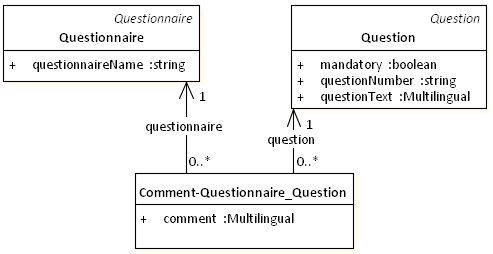 Questionnaire
Questionnaire
+ questionnaireName :string
Question
Question
+ mandatory :boolean
+ questionNumber :string
+ questionText :Multilingual
1
questionnaire
0..*
1
question
0..*
Comment-Questionnaire_Question
+ comment :Multilingual